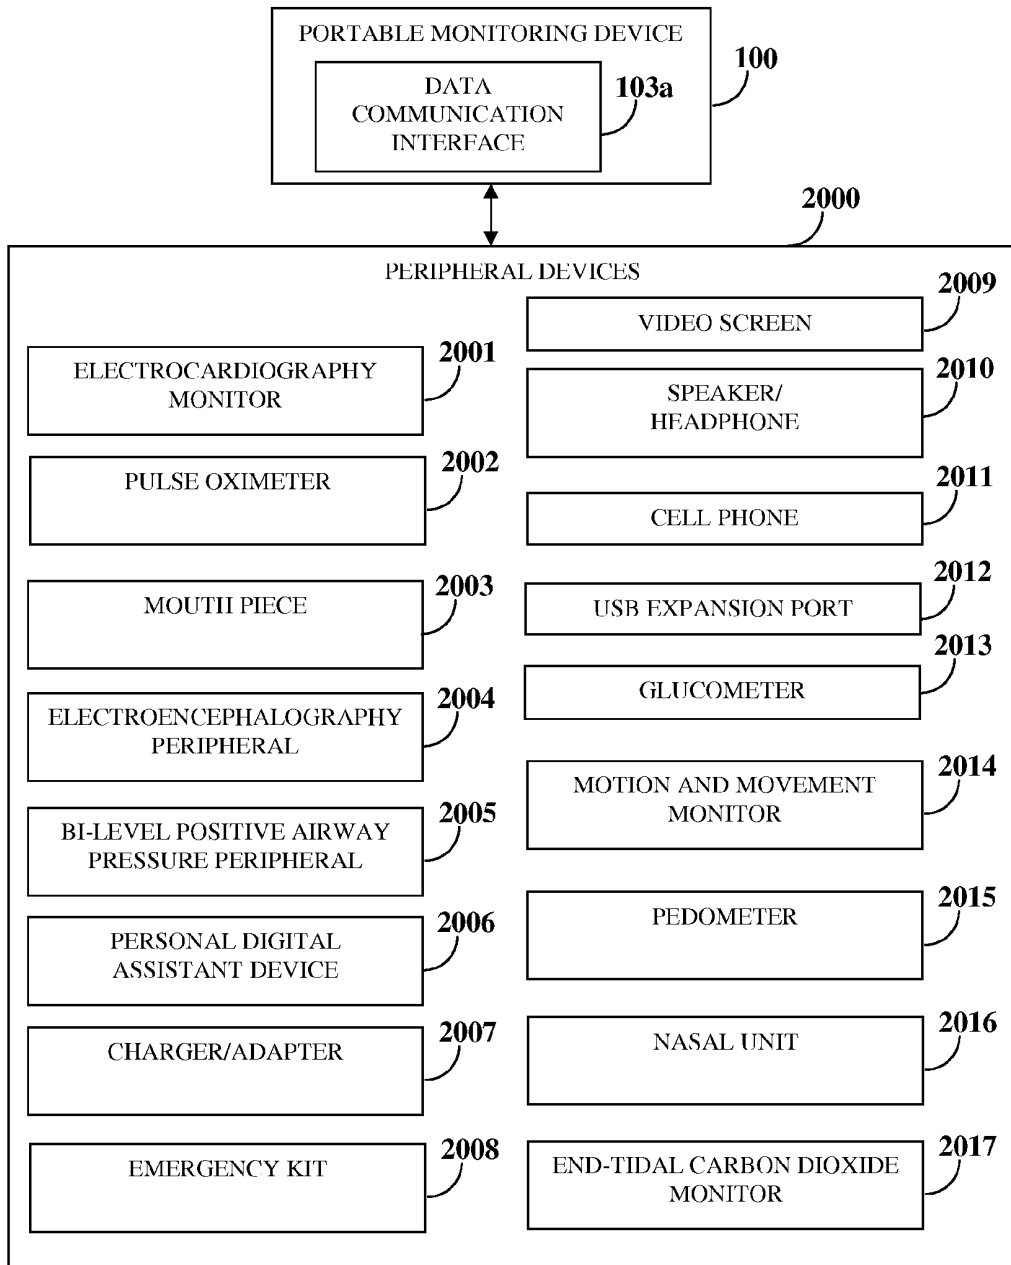 PORTABLE MONITORING DEVICE
100
DATA
COMMUNICATION
INTERFACE
103a
2000
PERIPHERAL DEVICES
ELECTROCARDIOGRAPHY
MONITOR
2001
PULSE OXIMETER
2002
MOUTH PIECE
2003
ELECTROENCEPHALOGRAPHY
PERIPHERAL
2004
BI-LEVEL POSITIVE AIRWAY
PRESSURE PERIPHERAL
2005
PERSONAL DIGITAL
ASSISTANT DEVICE
2006
CHARGER/ADAPTER
2007
EMERGENCY KIT
2008
VIDEO SCREEN
2009
SPEAKER/
HEADPHONE
2010
CELL PHONE
2011
USB EXPANSION PORT
2012
GLUCOMETER
2013
MOTION AND MOVEMENT
MONITOR
2014
PEDOMETER
2015
NASAL UNIT
2016
END-TIDAL CARBON DIOXIDE
MONITOR
2017